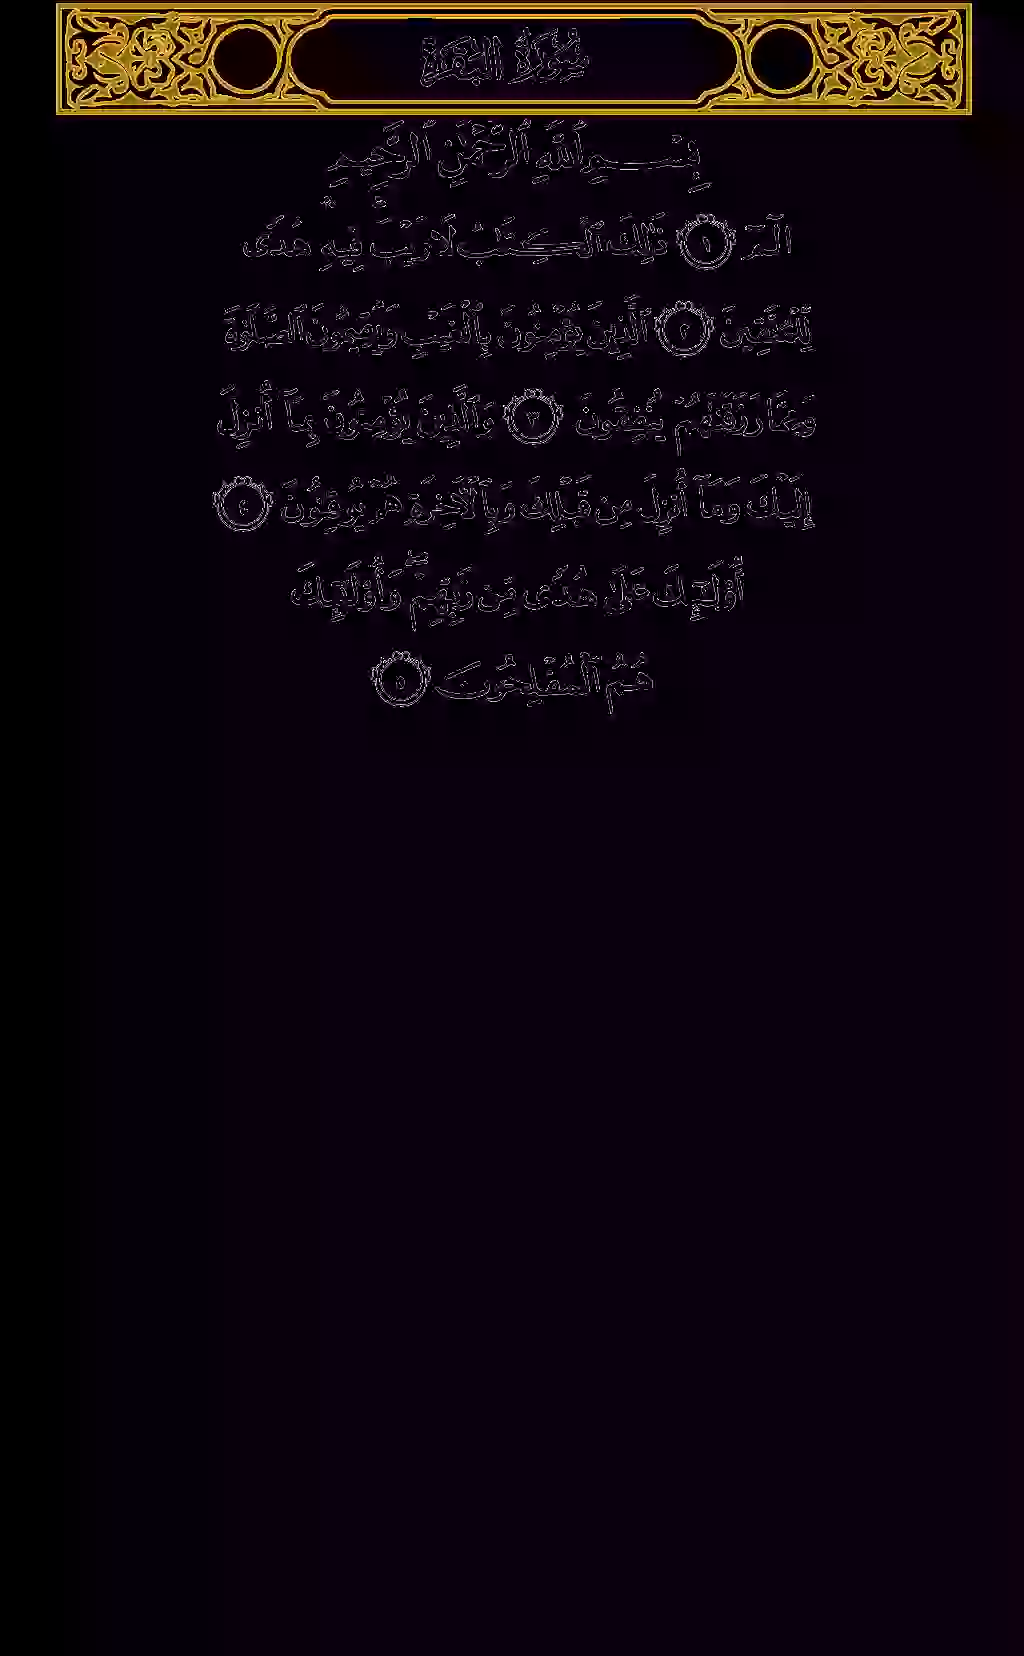 سُورَةُ البَقَرَةِ
بِسْمِ ٱللَّهِ ٱلرَّحْمَٰنِ ٱلرَّحِيمِ
الٓمٓ ١ ذَٰلِكَ ٱلْكِتَٰبُ لَا رَيْبَ ۛ فِيهِ ۛ هُدًى
لِّلْمُتَّقِينَ ٢ ٱلَّذِينَ يُؤْمِنُونَ بِٱلْغَيْبِ وَيُقِيمُونَ ٱلصَّلَوٰةَ
وَمِمَّا رَزَقْنَٰهُمْ يُنفِقُونَ ٣ وَٱلَّذِينَ يُؤْمِنُونَ بِمَآ أُنزِلَ
إِلَيْكَ وَمَآ أُنزِلَ مِن قَبْلِكَ وَبِٱلْءَاخِرَةِ هُمْ يُوقِنُونَ ٤
أُو۟لَٰٓئِكَ عَلَىٰ هُدًى مِّن رَّبِّهِمْ ۖ وَأُو۟لَٰٓئِكَ
هُمُ ٱلْمُفْلِحُونَ ٥